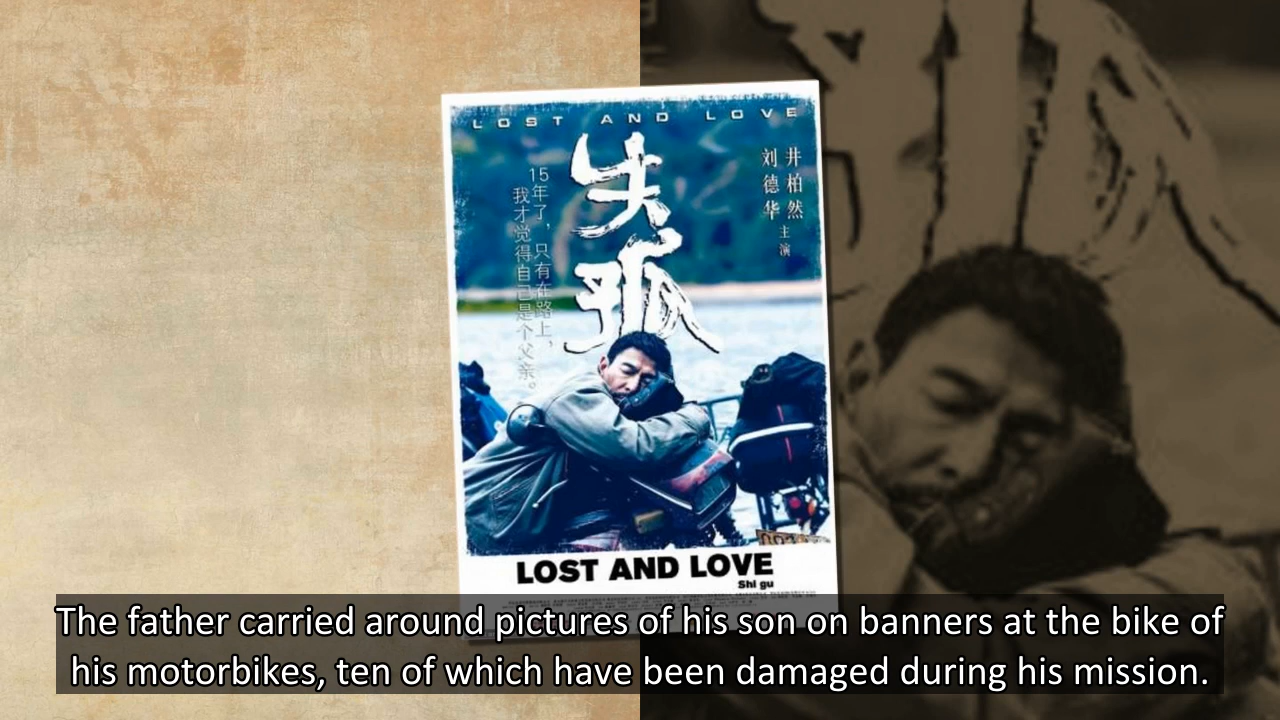 LOST AND LOVE
失孤
井柏然
刘德华
主演
15年了，只有在路上，
我才觉得自己是个父亲。
LOST AND LOVE
Shi gu
The father carried around pictures of his son on banners at the bike of
his motorbikes, ten of which have been damaged during his mission.